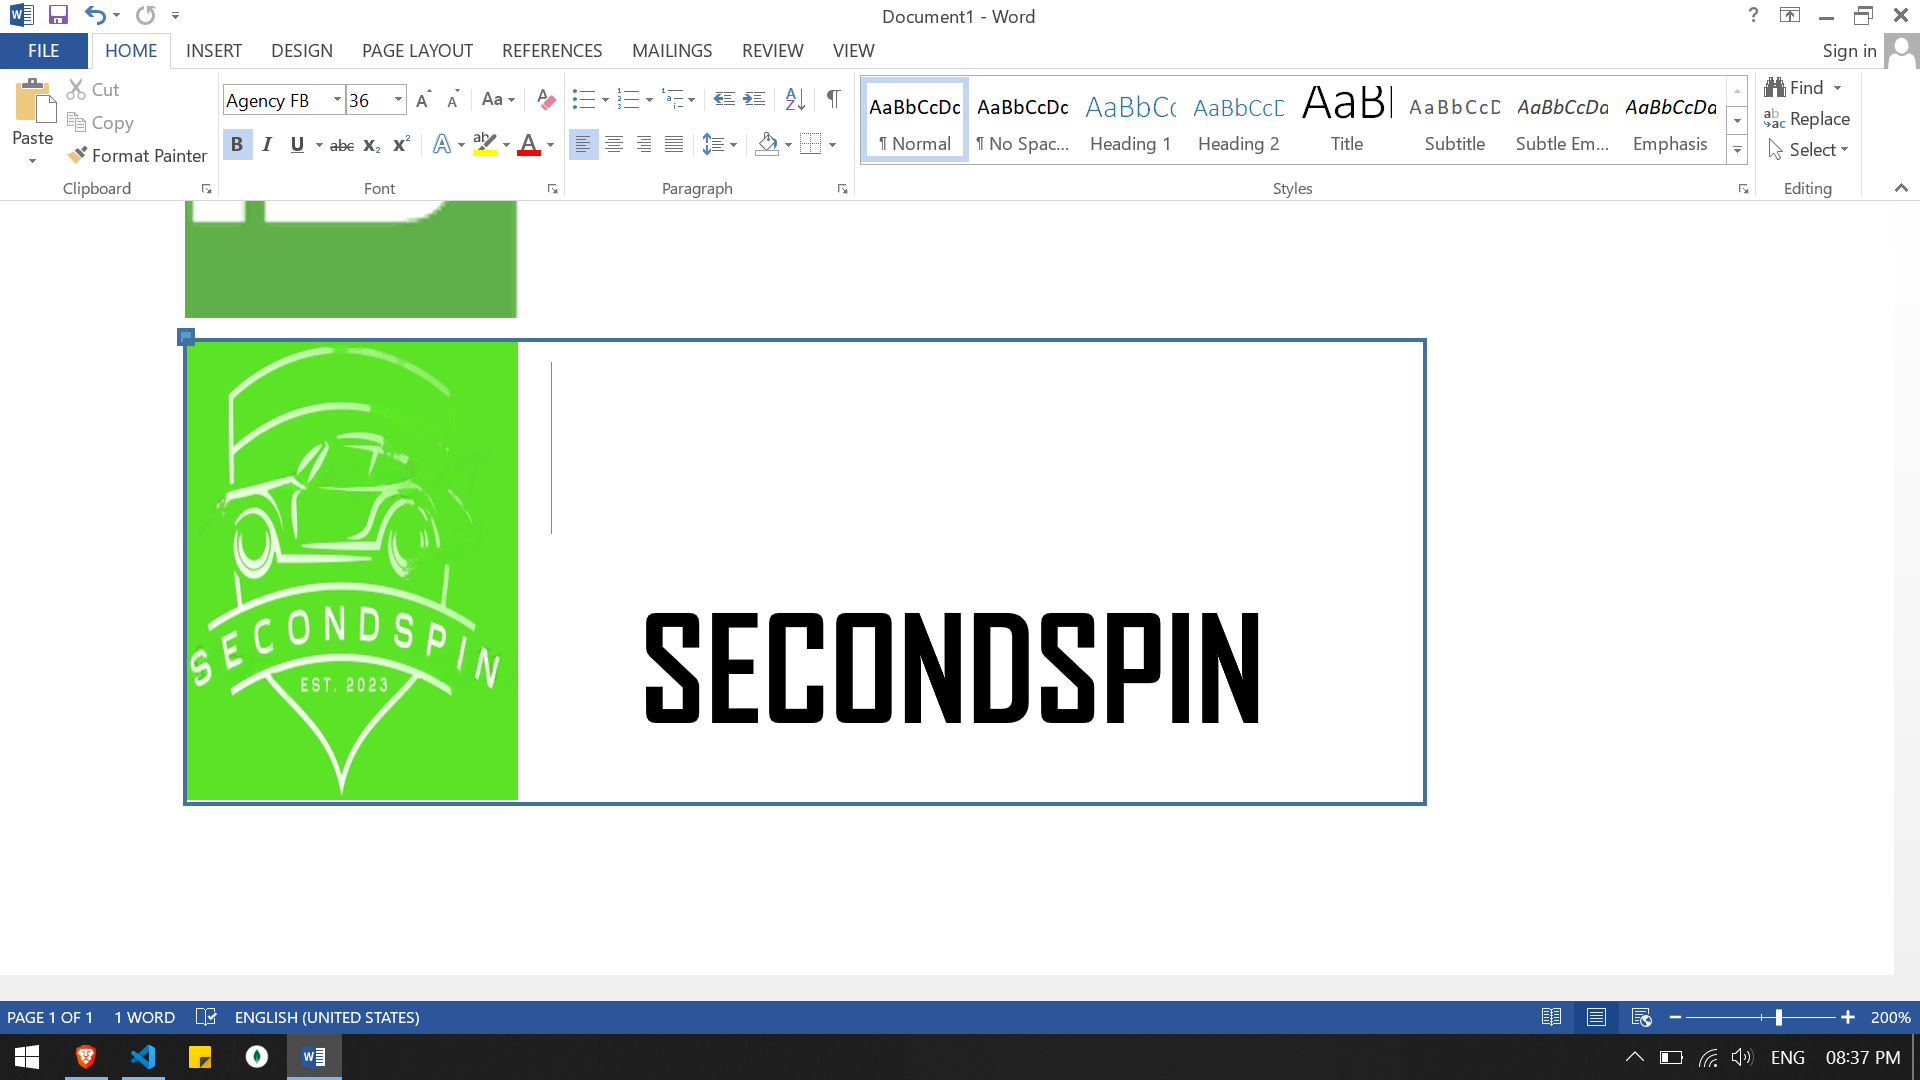 Document1 - Word
?
FILE HOME INSERT DESIGN PAGE LAYOUT REFERENCES MAILINGS REVIEW VIEW
Sign in
Paste
Cut
Copy
Format Painter
Clipboard
Agency FB 36
Aa
B I U abc x₂ x²
Font
Paragraph
AaBbCcDc AaBbCcDc AaBbCc AaBbCcD AaBl AaBbCcD AaBbCcDa AaBbCcDa
¶ Normal ¶ No Spac... Heading 1 Heading 2 Title Subtitle Subtle Em... Emphasis
Styles
Find
Replace
Select
Editing
SECONDSPIN
EST. 2023
SECONDSPIN
PAGE 1 OF 1 1 WORD ENGLISH (UNITED STATES)
200%
ENG 08:37 PM